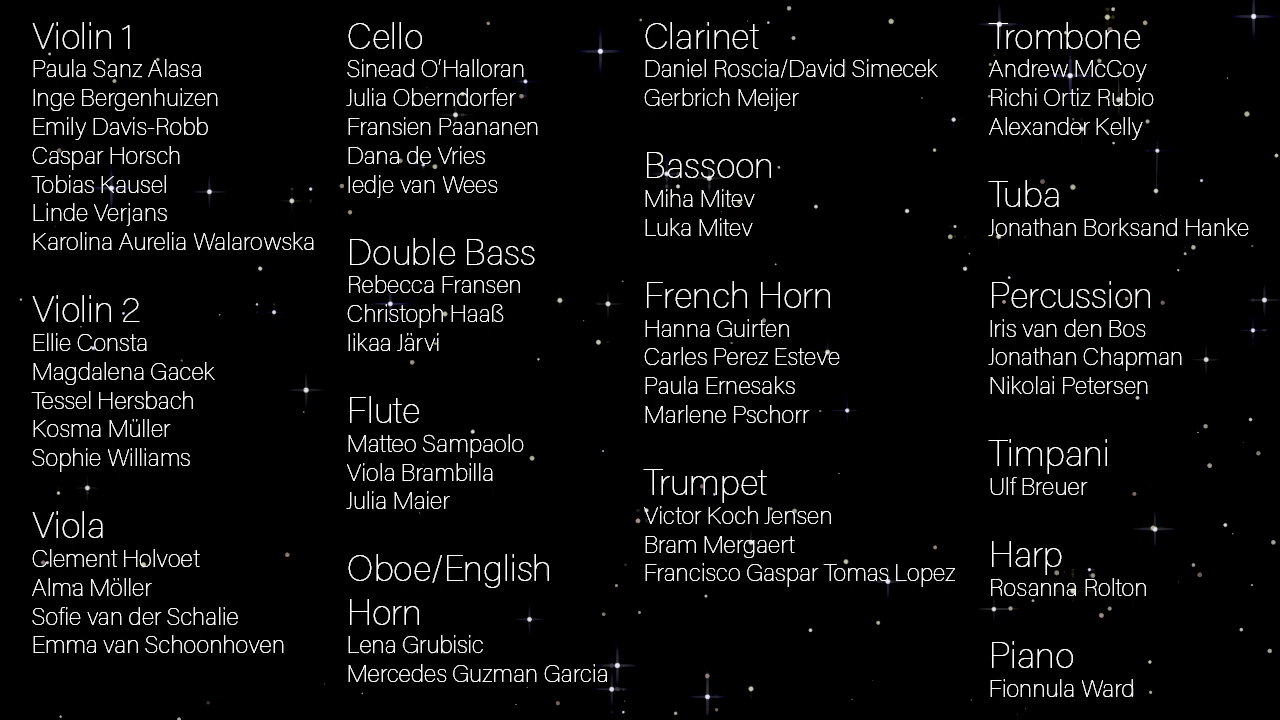 Violin 1
Paula Sanz Alasa
Inge Bergenhuizen
Emily Davis-Robb
Caspar Horsch
Tobias Kausel
Linde Verjans
Karolina Aurelia Walarowska
Violin 2
Ellie Consta
Magdalena Gacek
Tessel Hersbach
Kosma Müller
Sophie Williams
Viola
Clement Holvoet
Alma Möller
Sofie van der Schalie
Emma van Schoonhoven
Cello
Sinead O'Halloran
Julia Oberndorfer
Fransien Paananen
Dana de Vries
Iedje van Wees
Double Bass
Rebecca Fransen
Christoph Haaß
Iikaa Järvi
Flute
Matteo Sampaolo
Viola Brambilla
Julia Maier
Oboe/English
Horn
Lena Grubisic
Mercedes Guzman Garcia
Clarinet
Daniel Roscia/David Simecek
Gerbrich Meijer
Bassoon
Miha Mitev
Luka Mitev
French Horn
Hanna Guirten
Carles Perez Esteve
Paula Ernesaks
Marlene Pschorr
Trumpet
Victor Koch Jensen
Bram Mergaert
Francisco Gaspar Tomas Lopez
Trombone
Andrew McCoy
Richi Ortiz Rubio
Alexander Kelly
Tuba
Jonathan Borksand Hanke
Percussion
Iris van den Bos
Jonathan Chapman
Nikolai Petersen
Timpani
Ulf Breuer
Harp
Rosanna Rolton
Piano
Fionnula Ward